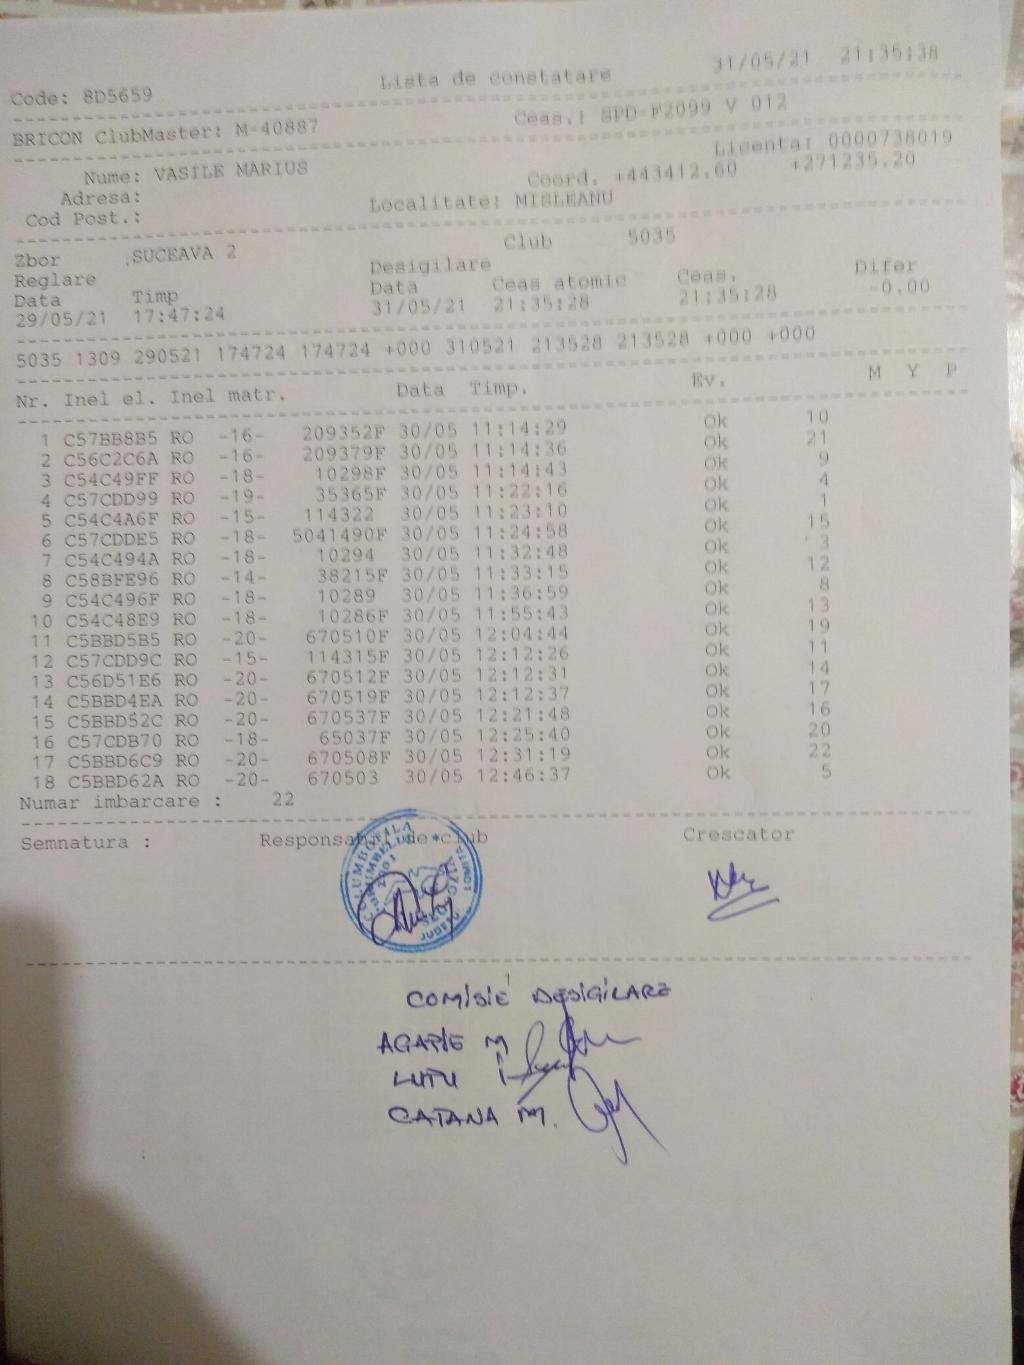 Lista de constatare 31/05/21 21:35:38
Code: 8D5659
BRICON ClubMaster: M-40887 Ceas.: SPD-F2099 V 012
Licenta: 0000738019
Nume: VASILE MARIUS Coord. +443412.60 +271235.20
Adresa:
Cod Post.: Localitate: MISLEANU
Zbor SUCEAVA 2 Club 5035
Reglare Desigilare
Data Timp Data Ceas atomic Ceas. Difer
29/05/21 17:47:24 31/05/21 21:35:28 21:35:28 -0.00
5035 1309 290521 174724 174724 +000 310521 213528 213528 +000 +000
Nr. Inel el. Inel matr. Data Timp. Ev. M Y P
1 C57BB8B5 RO -16- 209352F 30/05 11:14:29 Ok 10
2 C56C2C6A RO -16- 209379F 30/05 11:14:36 Ok 21
3 C54C49FF RO -18- 10298F 30/05 11:14:43 Ok 9
4 C57CDD99 RO -19- 35365F 30/05 11:22:16 Ok 4
5 C54C4A6F RO -15- 114322 30/05 11:23:10 Ok 1
6 C57CDDE5 RO -18- 5041490F 30/05 11:24:58 Ok 15
7 C54C494A RO -18- 10294 30/05 11:32:48 Ok 3
8 C58BFE96 RO -14- 38215F 30/05 11:33:15 Ok 12
9 C54C496F RO -18- 10289 30/05 11:36:59 Ok 8
10 C54C48E9 RO -18- 10286F 30/05 11:55:43 Ok 13
11 C5BBD5B5 RO -20- 670510F 30/05 12:04:44 Ok 19
12 C57CDD9C RO -15- 114315F 30/05 12:12:26 Ok 11
13 C56D51E6 RO -20- 670512F 30/05 12:12:31 Ok 14
14 C5BBD4EA RO -20- 670519F 30/05 12:12:37 Ok 17
15 C5BBD52C RO -20- 670537F 30/05 12:21:48 Ok 16
16 C57CDB70 RO -18- 65037F 30/05 12:25:40 Ok 20
17 C5BBD6C9 RO -20- 670508F 30/05 12:31:19 Ok 22
18 C5BBD62A RO -20- 670503 30/05 12:46:37 Ok 5
Numar imbarcare : 22
Semnatura : Responsabil de club Crescator
COMISIE DESIGILARE
AGAPIE M
LUTU I
CATANA M.